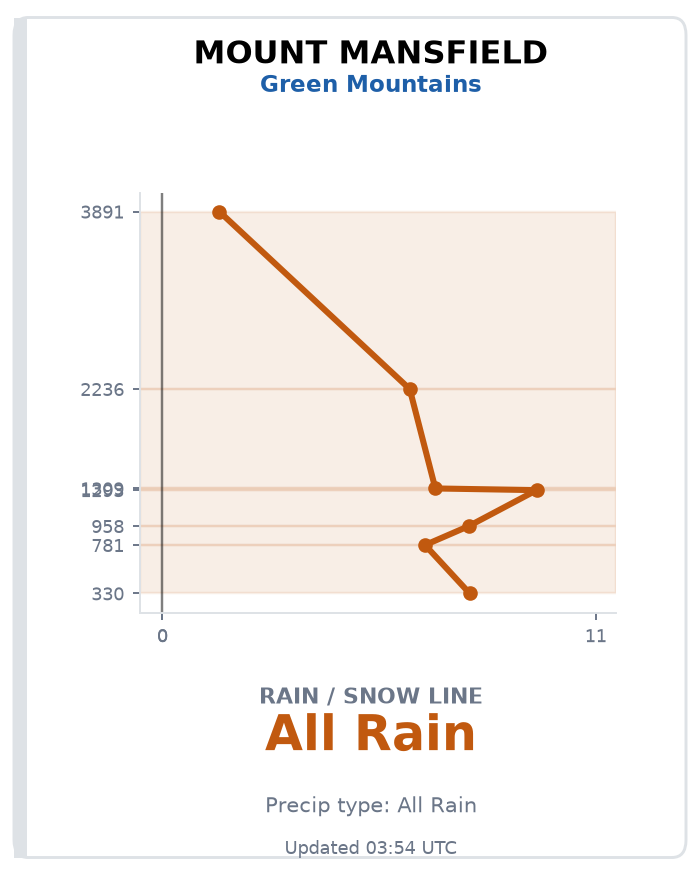 MOUNT MANSFIELD
Green Mountains
3891
2236
958
781
330
0 11
RAIN / SNOW LINE
All Rain
Precip type: All Rain
Updated 03:54 UTC